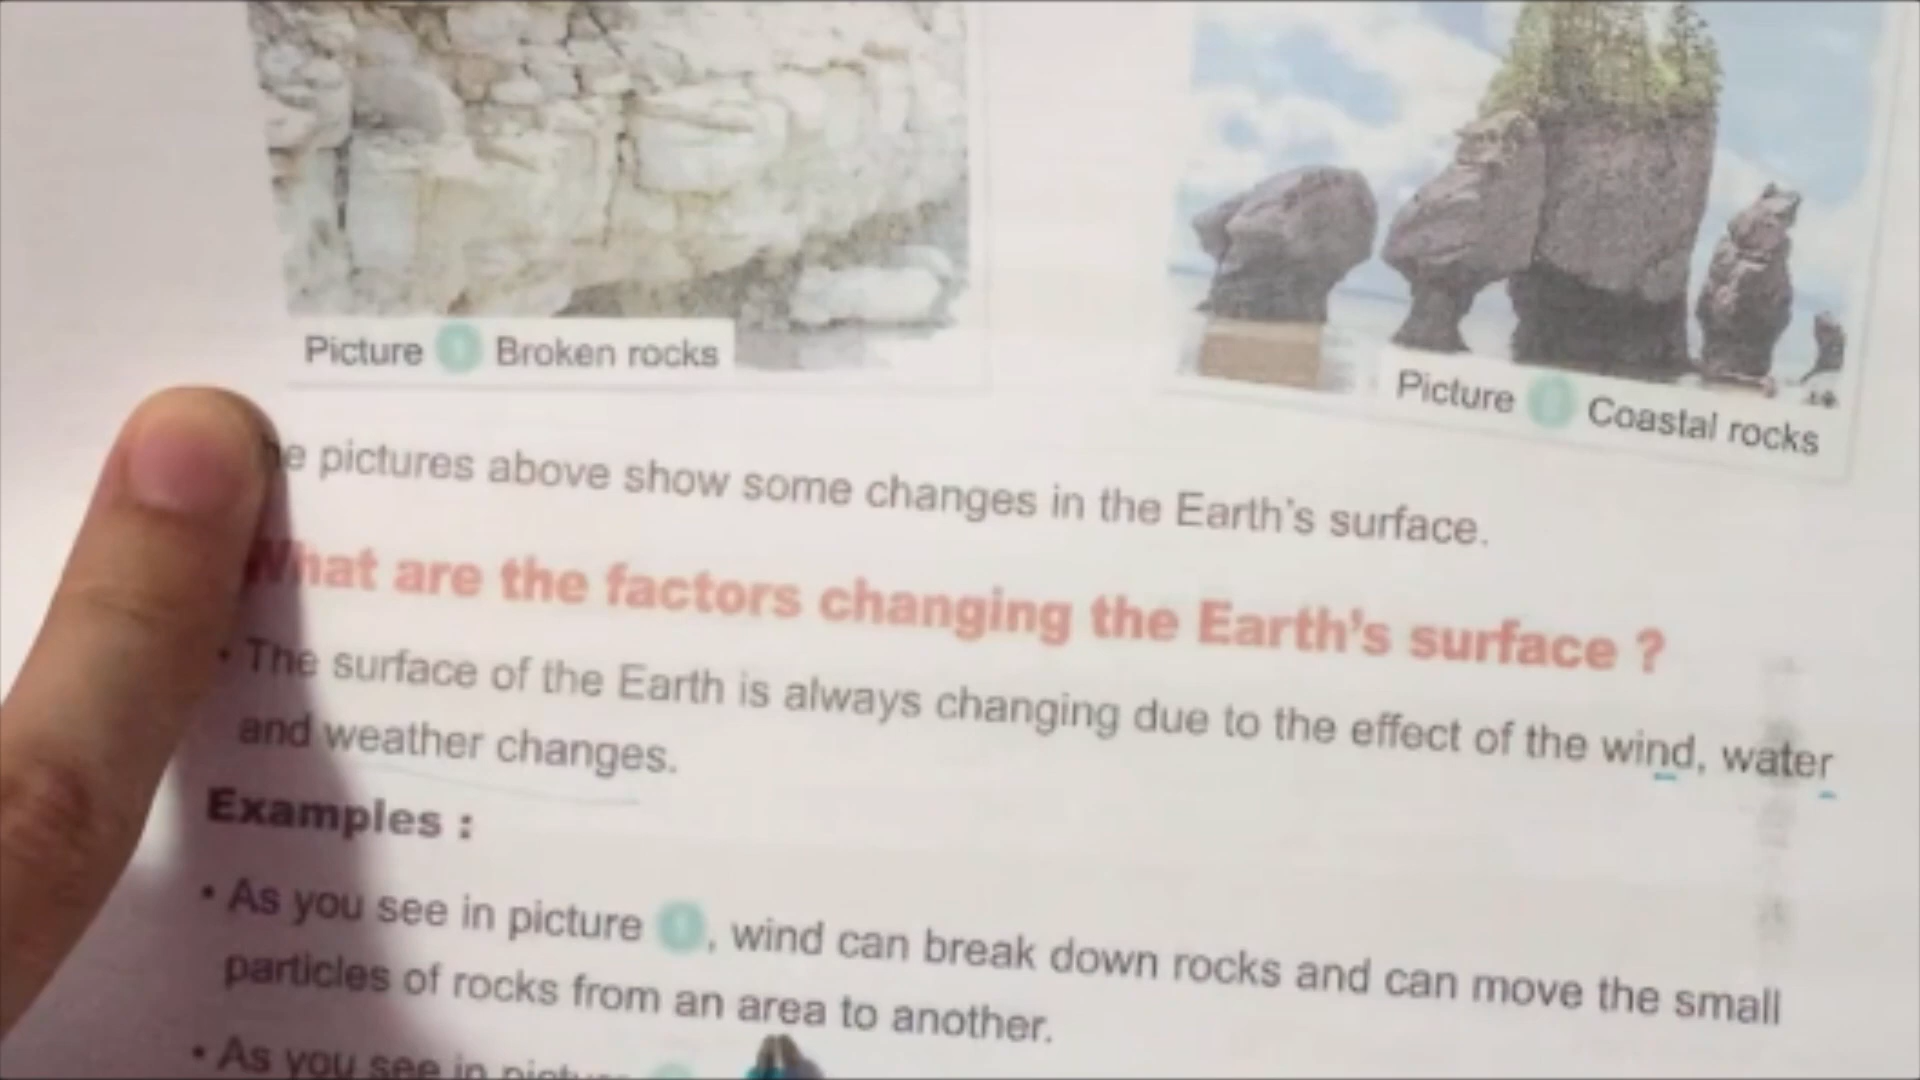 Picture 1 Broken rocks
Picture Coastal rocks
pictures above show some changes in the Earth's surface.
What are the factors changing the Earth's surface ?
• The surface of the Earth is always changing due to the effect of the wind, water
and weather changes.
Examples :
• As you see in picture 1, wind can break down rocks and can move the small
particles of rocks from an area to another.
• As you see in